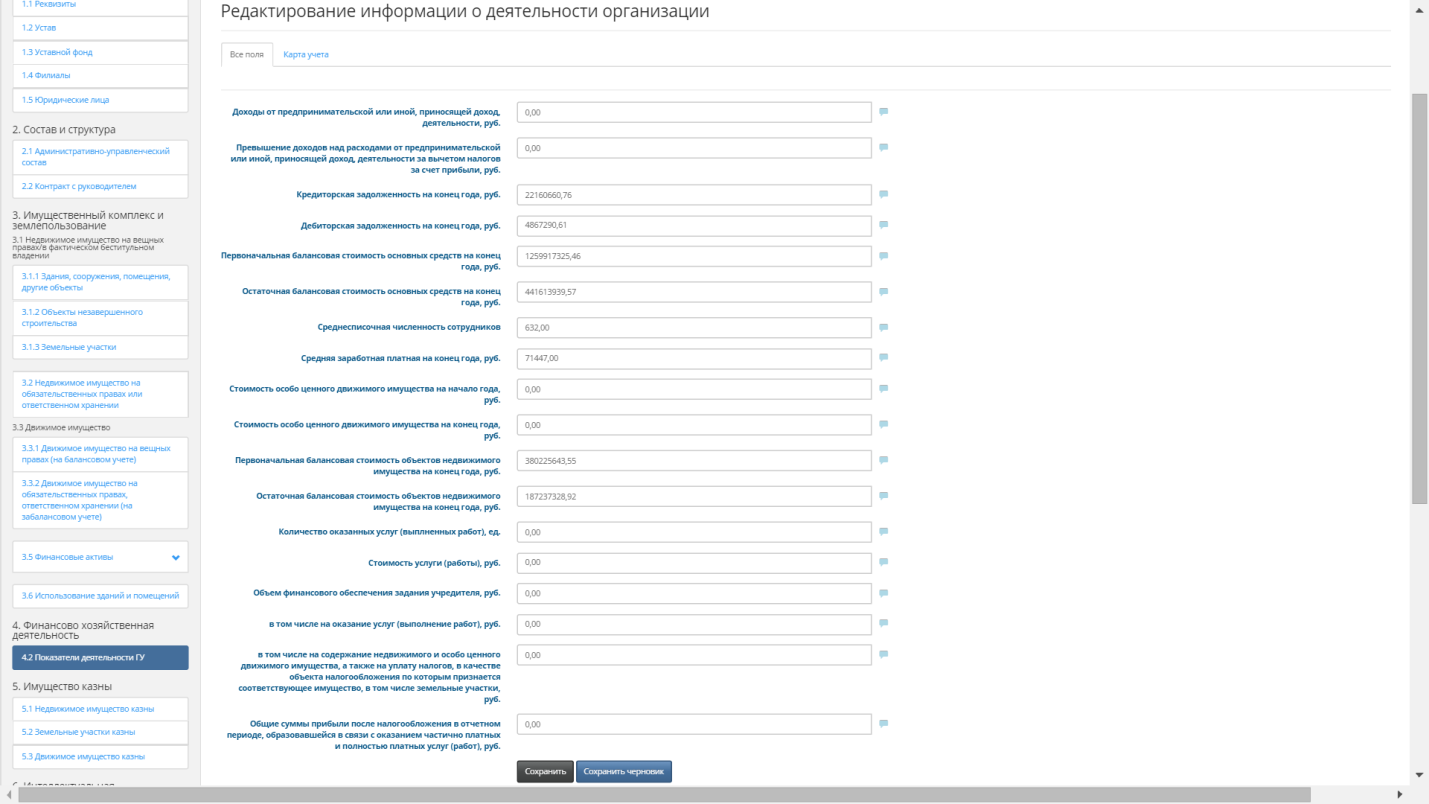 1.1 Реквизиты
1.2 Устав
1.3 Уставной фонд
1.4 Филиалы
1.5 Юридические лица
2. Состав и структура
2.1 Административно-управленческий
состав
2.2 Контракт с руководителем
3. Имущественный комплекс и
землепользование
3.1 Недвижимое имущество на вещных
правах/в фактическом беститульном
владении
3.1.1 Здания, сооружения, помещения,
другие объекты
3.1.2 Объекты незавершенного
строительства
3.1.3 Земельные участки
3.2 Недвижимое имущество на
обязательственных правах или
ответственном хранении
3.3 Движимое имущество
3.3.1 Движимое имущество на вещных
правах (на балансовом учете)
3.3.2 Движимое имущество на
обязательственных правах,
ответственном хранении (на
забалансовом учете)
3.5 Финансовые активы
3.6 Использование зданий и помещений
4. Финансово хозяйственная
деятельность
4.2 Показатели деятельности ГУ
5. Имущество казны
5.1 Недвижимое имущество казны
5.2 Земельные участки казны
5.3 Движимое имущество казны
Редактирование информации о деятельности организации
Все поля
Карта учета
Доходы от предпринимательской или иной, приносящей доход,
деятельности, руб.
0,00
Превышение доходов над расходами от предпринимательской
или иной, приносящей доход, деятельности за вычетом налогов
за счет прибыли, руб.
0,00
Кредиторская задолженность на конец года, руб.
22160660,76
Дебиторская задолженность на конец года, руб.
4867290,61
Первоначальная балансовая стоимость основных средств на конец
года, руб.
1259917325,46
Остаточная балансовая стоимость основных средств на конец
года, руб.
441613939,57
Среднесписочная численность сотрудников
632,00
Средняя заработная платная на конец года, руб.
71447,00
Стоимость особо ценного движимого имущества на начало года,
руб.
0,00
Стоимость особо ценного движимого имущества на конец года,
руб.
0,00
Первоначальная балансовая стоимость объектов недвижимого
имущества на конец года, руб.
380225643,55
Остаточная балансовая стоимость объектов недвижимого
имущества на конец года, руб.
187237328,92
Количество оказанных услуг (выплненных работ), ед.
0,00
Стоимость услуги (работы), руб.
0,00
Объем финансового обеспечения задания учредителя, руб.
0,00
в том числе на оказание услуг (выполнение работ), руб.
0,00
в том числе на содержание недвижимого и особо ценного
движимого имущества, а также на уплату налогов, в качестве
объекта налогообложения по которым признается
соответствующее имущество, в том числе земельные участки,
руб.
0,00
Общие суммы прибыли после налогообложения в отчетном
периоде, образовавшейся в связи с оказанием частично платных
и полностью платных услуг (работ), руб.
0,00
Сохранить
Сохранить черновик